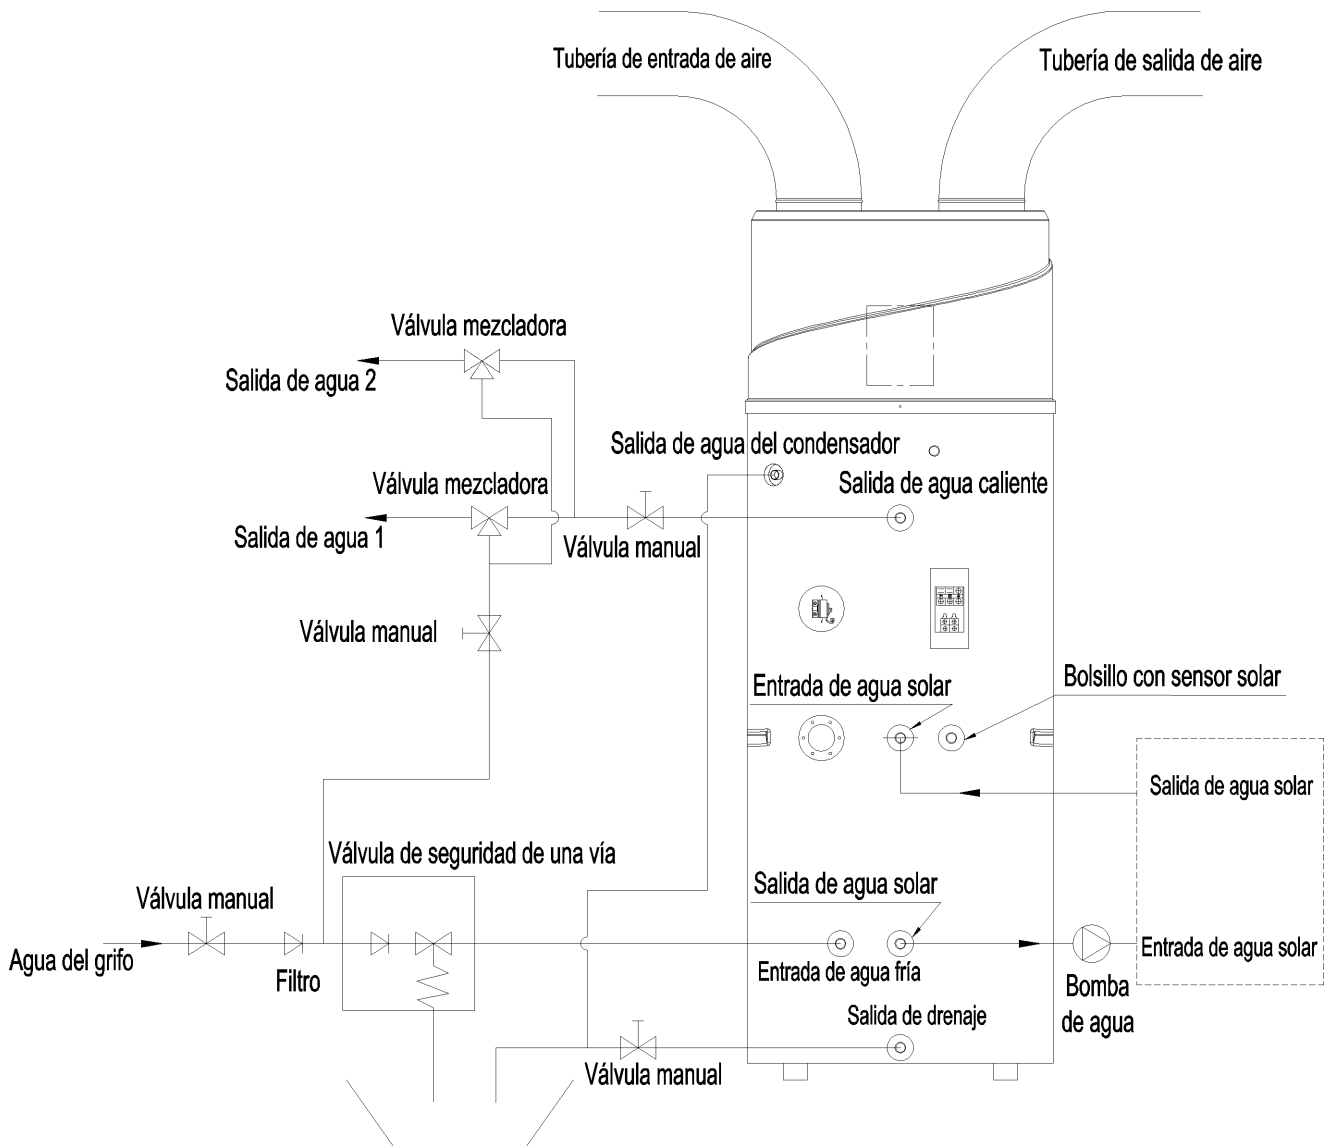 Tubería de entrada de aire
Tubería de salida de aire
Válvula mezcladora
Salida de agua 2
Salida de agua del condensador
Válvula mezcladora
Salida de agua caliente
Salida de agua 1
Válvula manual
Válvula manual
Entrada de agua solar
Bolsillo con sensor solar
Salida de agua solar
Válvula de seguridad de una vía
Salida de agua solar
Válvula manual
Agua del grifo
Filtro
Entrada de agua fría
Entrada de agua solar
Bomba
de agua
Salida de drenaje
Válvula manual